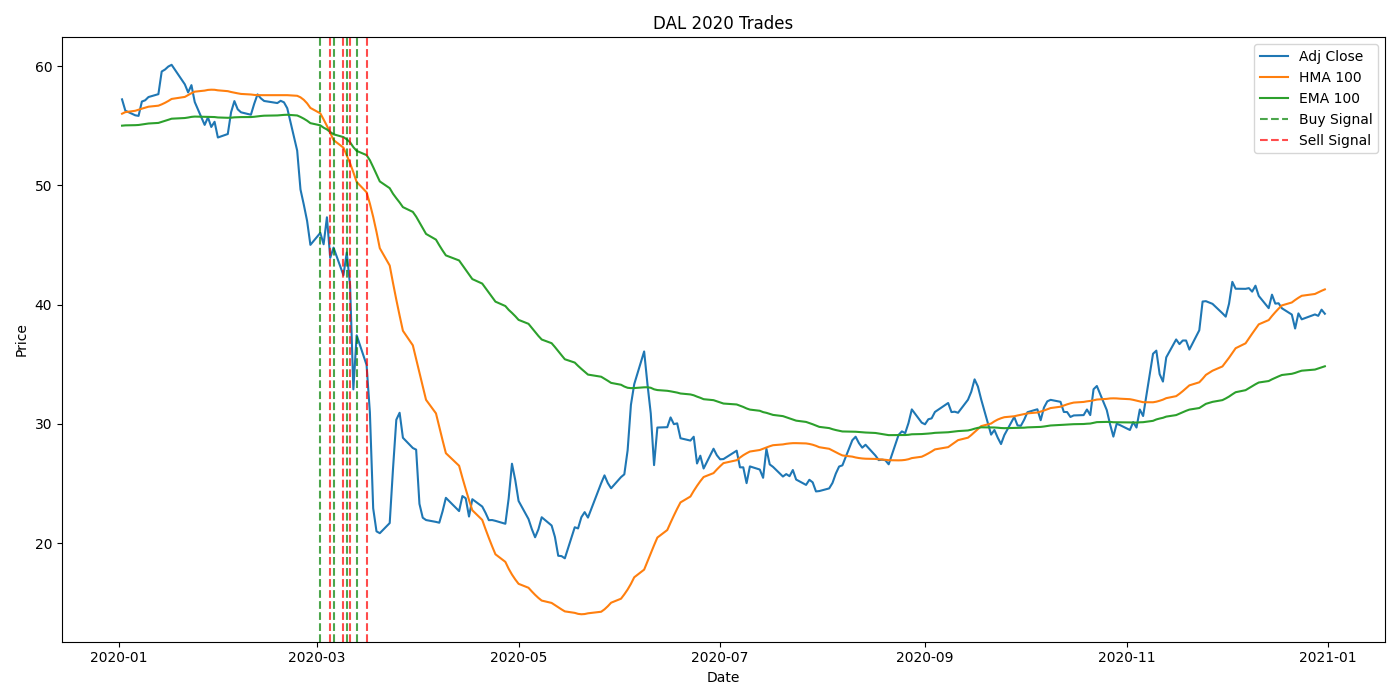 DAL 2020 Trades
Adj Close
HMA 100
EMA 100
Buy Signal
Sell Signal
Price
60
50
40
30
20
2020-01
2020-03
2020-05
2020-07
2020-09
2020-11
2021-01
Date